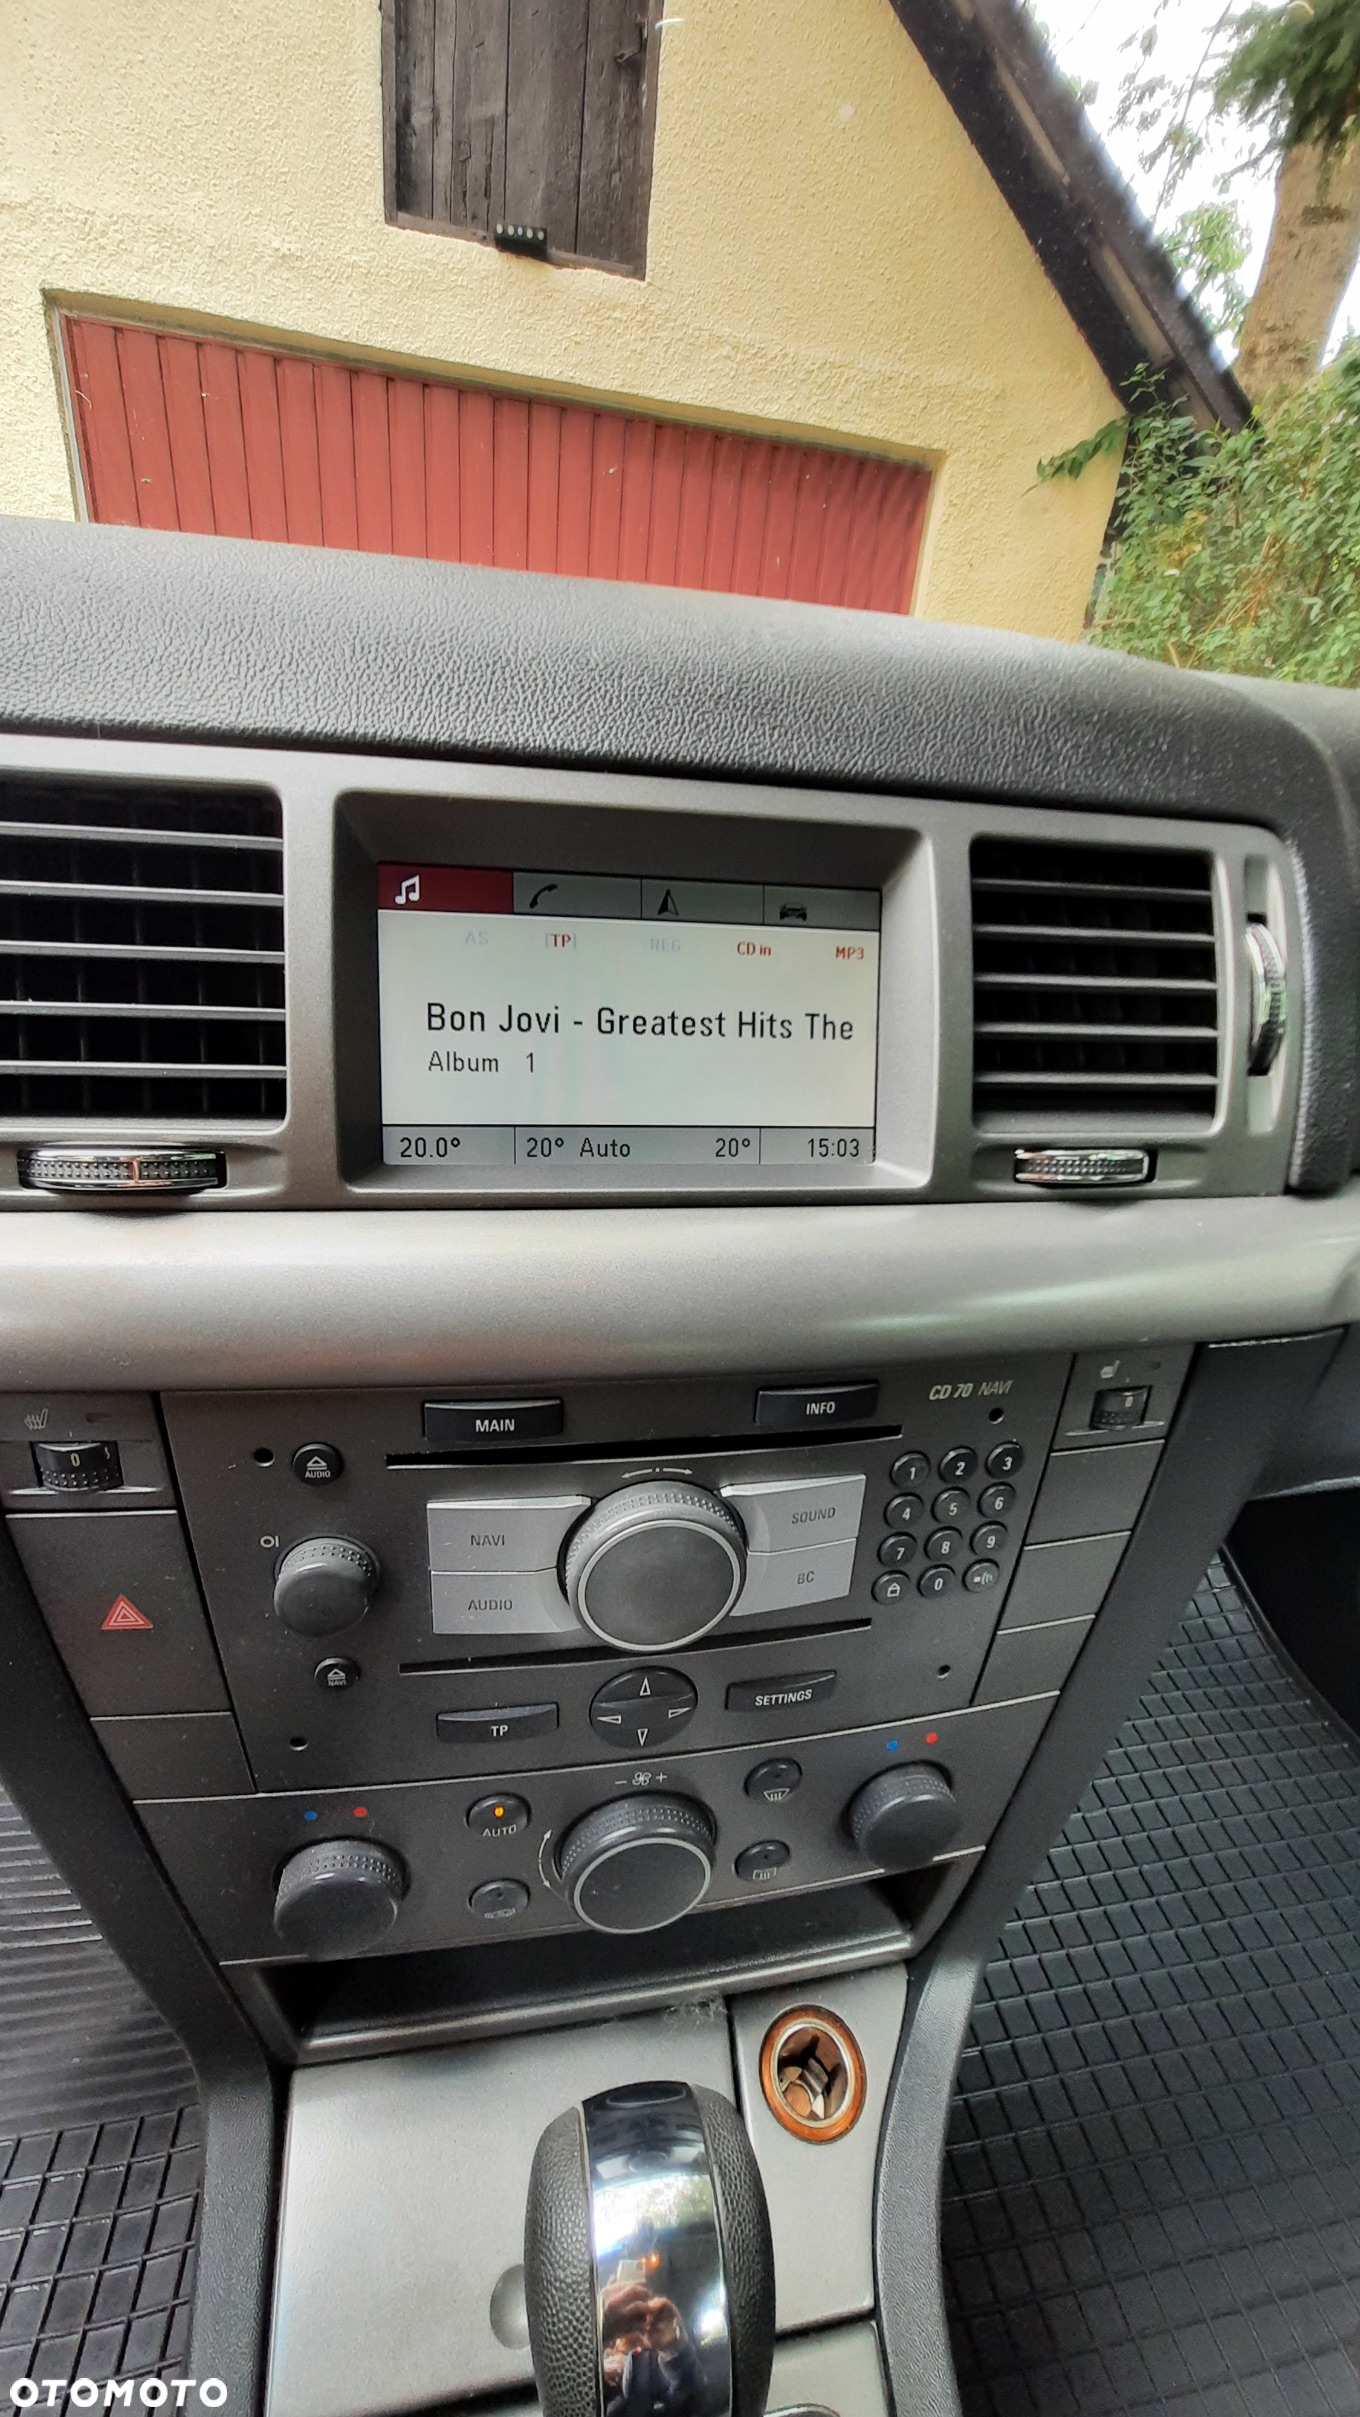 AS [TP] REG CD in MP3
Bon Jovi - Greatest Hits The
Album 1
20.0° 20° Auto 20° 15:03
MAIN INFO CD 70 NAVI
0 0
AUDIO
1 2 3
NAVI SOUND
4 5 6
AUDIO BC
7 8 9
0
NAVI
TP SETTINGS
- +
AUTO
OTOMOTO